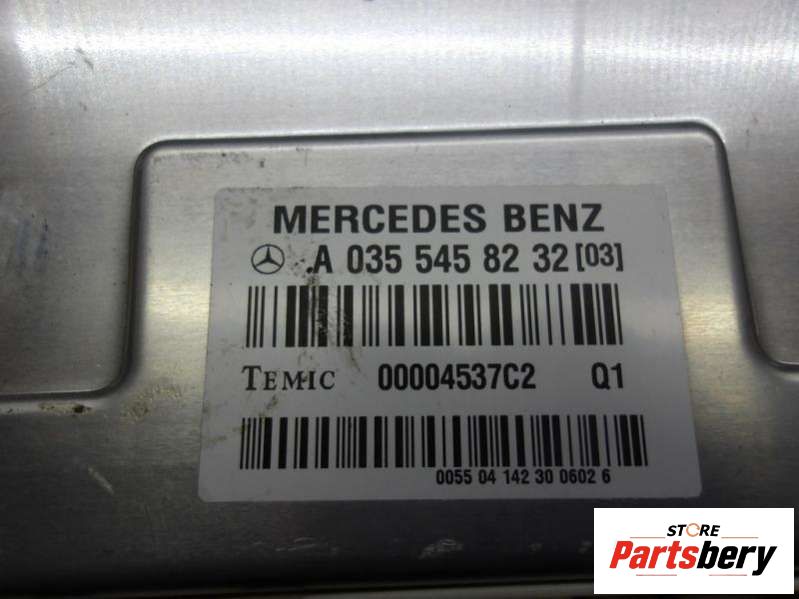 MERCEDES BENZ
.A 035 545 82 32 [03]
TEMIC 00004537C2 Q1
0055 04 142 30 0602 6
STORE
Partsbery